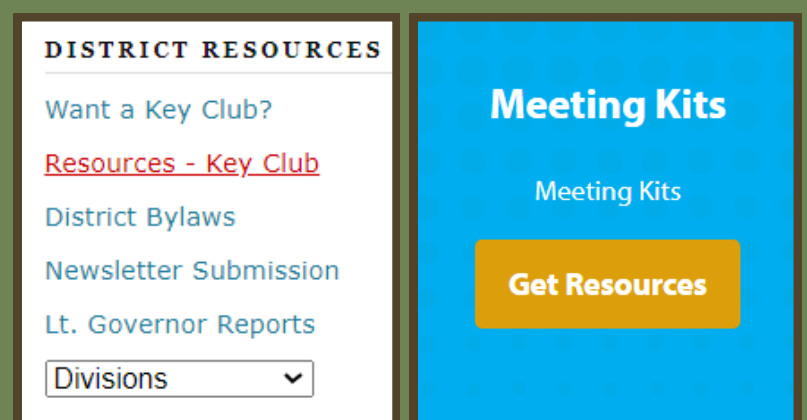 DISTRICT RESOURCES
Want a Key Club?
Resources - Key Club
District Bylaws
Newsletter Submission
Lt. Governor Reports
Divisions
Meeting Kits
Meeting Kits
Get Resources